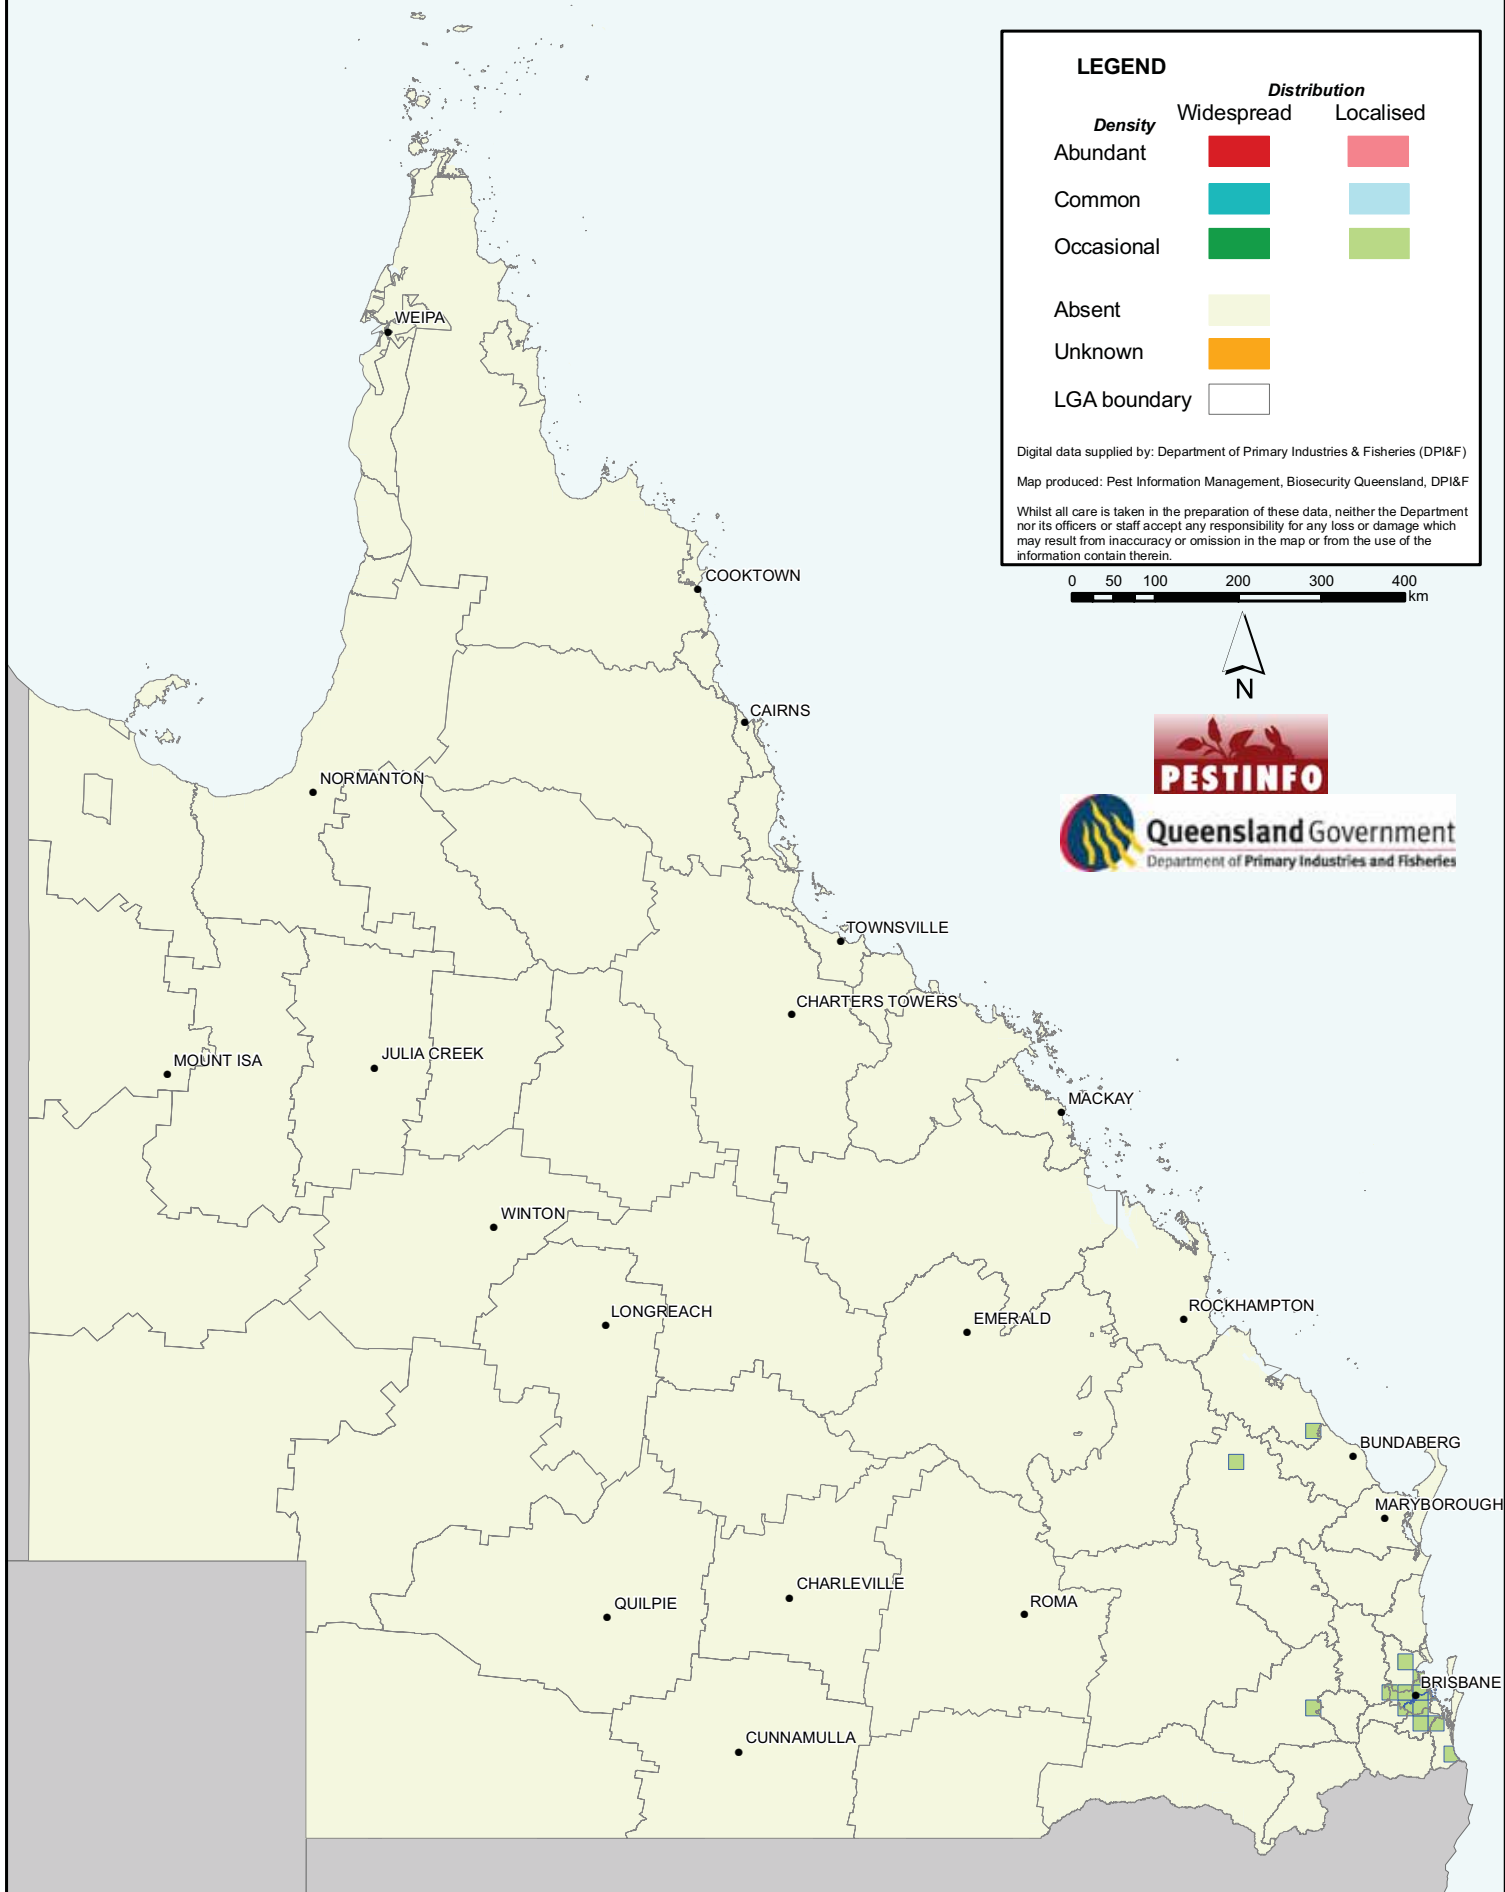 LEGEND
Distribution
Density
Widespread
Localised
Abundant
Common
Occasional
Absent
Unknown
LGA boundary
Digital data supplied by: Department of Primary Industries & Fisheries (DPI&F)
Map produced: Pest Information Management, Biosecurity Queensland, DPI&F
Whilst all care is taken in the preparation of these data, neither the Department
nor its officers or staff accept any responsibility for any loss or damage which
may result from inaccuracy or omission in the map or from the use of the
information contain therein.
0 50 100 200 300 400
km
N
PESTINFO
Queensland Government
Department of Primary Industries and Fisheries
WEIPA
COOKTOWN
CAIRNS
NORMANTON
TOWNSVILLE
CHARTERS TOWERS
MOUNT ISA
JULIA CREEK
MACKAY
WINTON
LONGREACH
EMERALD
ROCKHAMPTON
BUNDABERG
MARYBOROUGH
QUILPIE
CHARLEVILLE
ROMA
BRISBANE
CUNNAMULLA